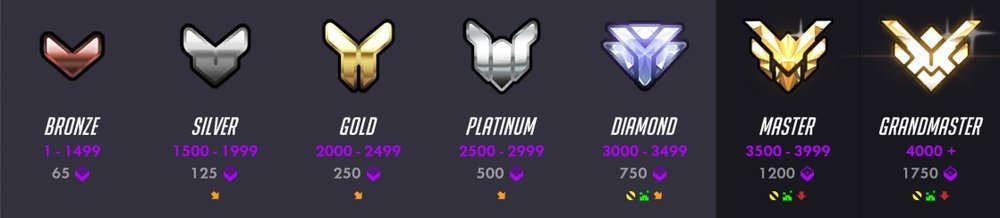 BRONZE SILVER GOLD PLATINUM DIAMOND MASTER GRANDMASTER
1 - 1499 1500 - 1999 2000 - 2499 2500 - 2999 3000 - 3499 3500 - 3999 4000 +
65 125 250 500 750 1200 1750